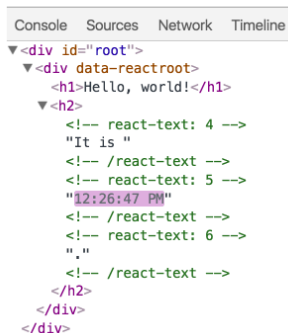 Console Sources Network Timeline
▼<div id="root">
▼<div data-reactroot>
<h1>Hello, world!</h1>
▼<h2>
<!-- react-text: 4 -->
"It is "
<!-- /react-text -->
<!-- react-text: 5 -->
"12:26:47 PM"
<!-- /react-text -->
<!-- react-text: 6 -->
"."
<!-- /react-text -->
</h2>
</div>
</div>